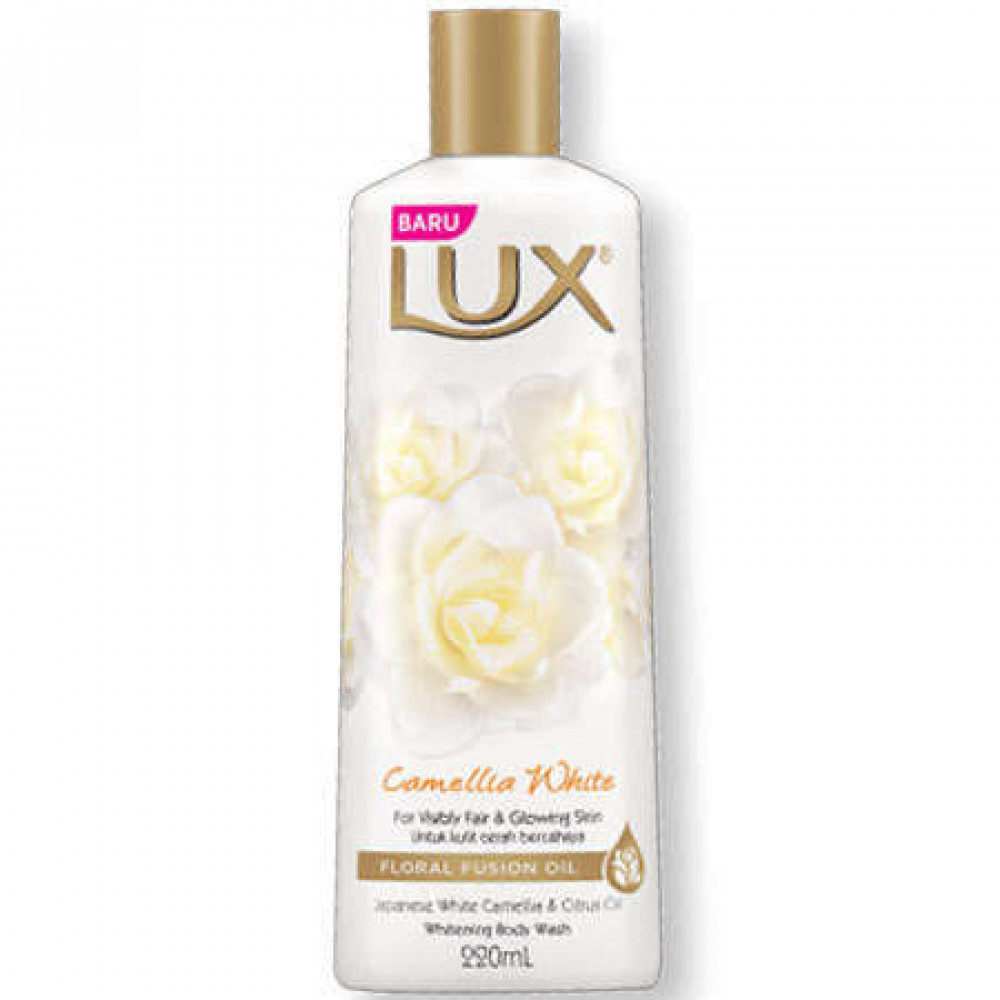 BARU
LUX®
Camellia White
For Visibly Fair & Glowing Skin
Untuk kulit cerah bercahaya
FLORAL FUSION OIL
Japanese White Camellia & Citrus Oil
Whitening Body Wash
220mL